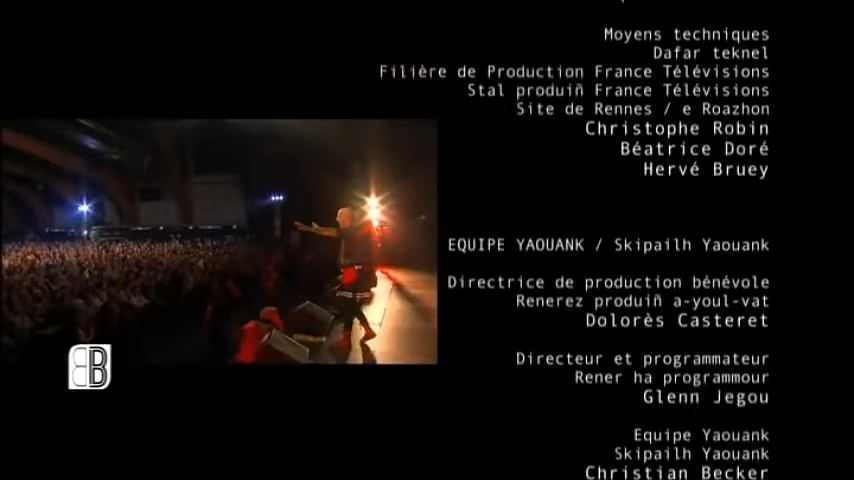 Moyens techniques
Dafar teknel
Filière de Production France Télévisions
Stal produiñ France Télévisions
Site de Rennes / e Roazhon
Christophe Robin
Béatrice Doré
Hervé Bruey
EQUIPE YAOUANK / Skipailh Yaouank
Directrice de production bénévole
Renerez produiñ a-youl-vat
Dolorès Casteret
Directeur et programmateur
Rener ha programmour
Glenn Jegou
Equipe Yaouank
Skipailh Yaouank
Christian Becker
B